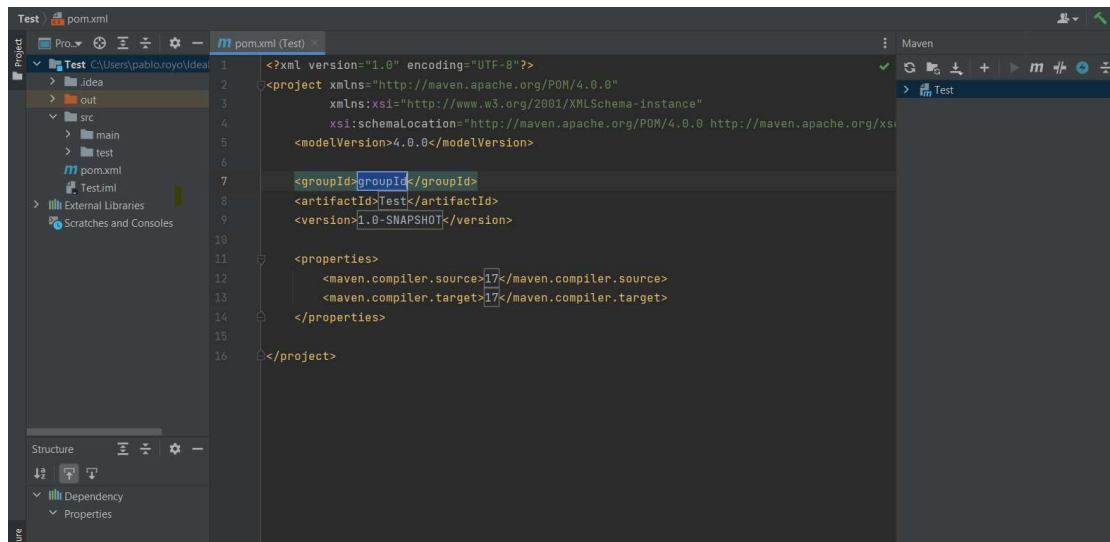 Test pom.xml
Project
Pro...
pom.xml (Test)
Maven
Test C:\Users\pablo.royo\Ideal
.idea
out
src
main
test
pom.xml
Test.iml
External Libraries
Scratches and Consoles
1 <?xml version="1.0" encoding="UTF-8"?>
2 <project xmlns="http://maven.apache.org/POM/4.0.0"
3 xmlns:xsi="http://www.w3.org/2001/XMLSchema-instance"
4 xsi:schemaLocation="http://maven.apache.org/POM/4.0.0 http://maven.apache.org/xs
5 <modelVersion>4.0.0</modelVersion>
6
7 <groupId>groupId</groupId>
8 <artifactId>Test</artifactId>
9 <version>1.0-SNAPSHOT</version>
10
11 <properties>
12 <maven.compiler.source>17</maven.compiler.source>
13 <maven.compiler.target>17</maven.compiler.target>
14 </properties>
15
16 </project>
Test
Structure
Dependency
Properties